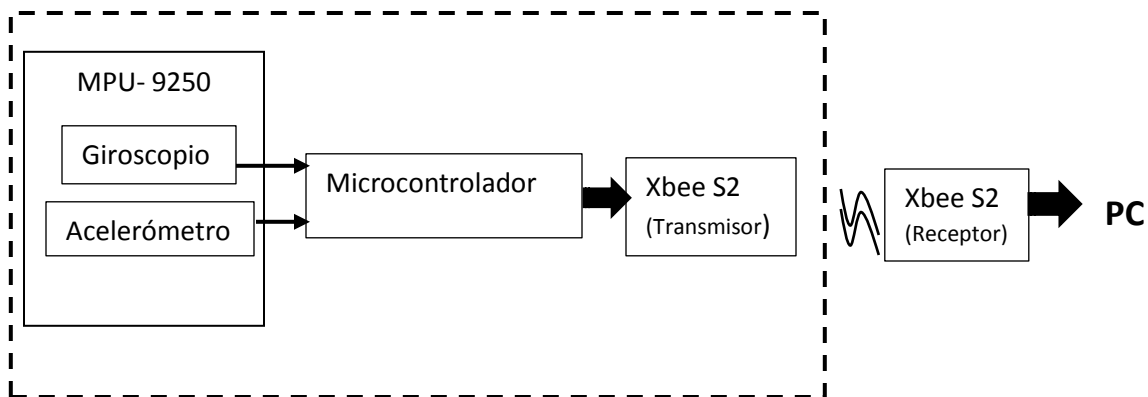 MPU- 9250
Giroscopio
Acelerómetro
Microcontrolador
Xbee S2
(Transmisor)
Xbee S2
(Receptor)
PC